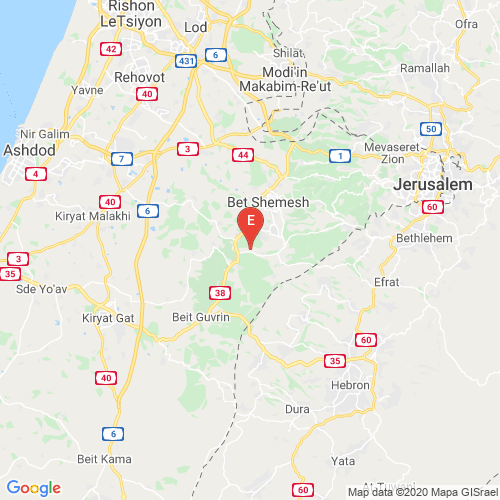 Rishon
LeTsiyon
Lod
Ofra
42
6
Shilat
431
Modi'in
Makabim-Re'ut
Ramallah
Rehovot
Yavne
40
50
Nir Galim
Mevaseret
Zion
Ashdod
7
3
44
1
4
Jerusalem
40
Bet Shemesh
60
Kiryat Malakhi
6
E
Bethlehem
3
35
Sde Yo'av
Efrat
38
Kiryat Gat
Beit Guvrin
60
35
40
Hebron
Dura
6
Beit Kama
Yata
60
Google
Map data ©2020 Mapa GISrael